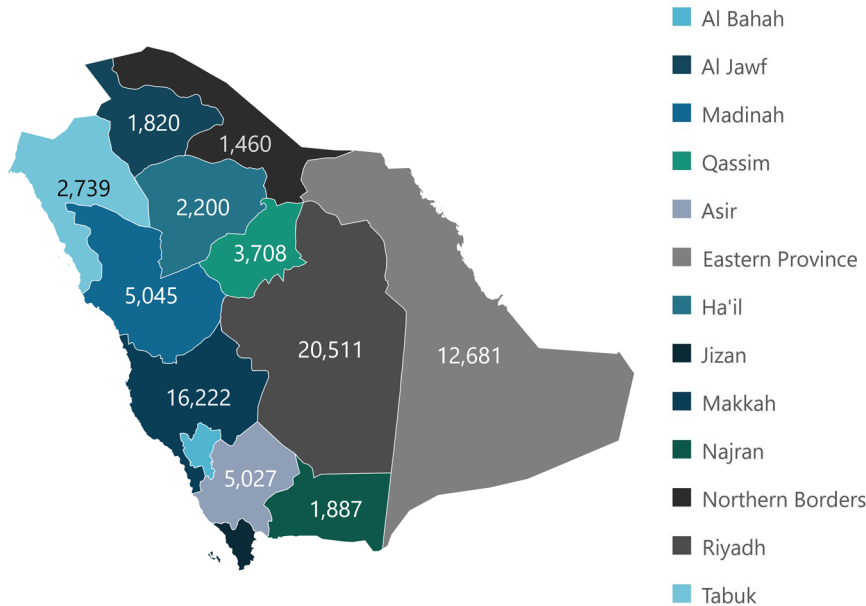 Al Bahah
Al Jawf
Madinah
Qassim
Asir
Eastern Province
Ha'il
Jizan
Makkah
Najran
Northern Borders
Riyadh
Tabuk
1,820
1,460
2,739
2,200
3,708
5,045
20,511
12,681
16,222
5,027
1,887